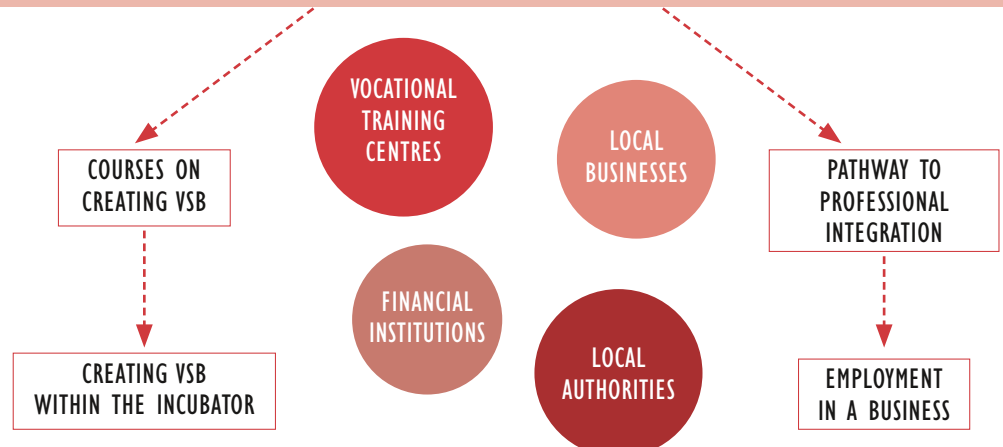 VOCATIONAL
TRAINING
CENTRES
LOCAL
BUSINESSES
COURSES ON
CREATING VSB
PATHWAY TO
PROFESSIONAL
INTEGRATION
FINANCIAL
INSTITUTIONS
LOCAL
AUTHORITIES
CREATING VSB
WITHIN THE INCUBATOR
EMPLOYMENT
IN A BUSINESS